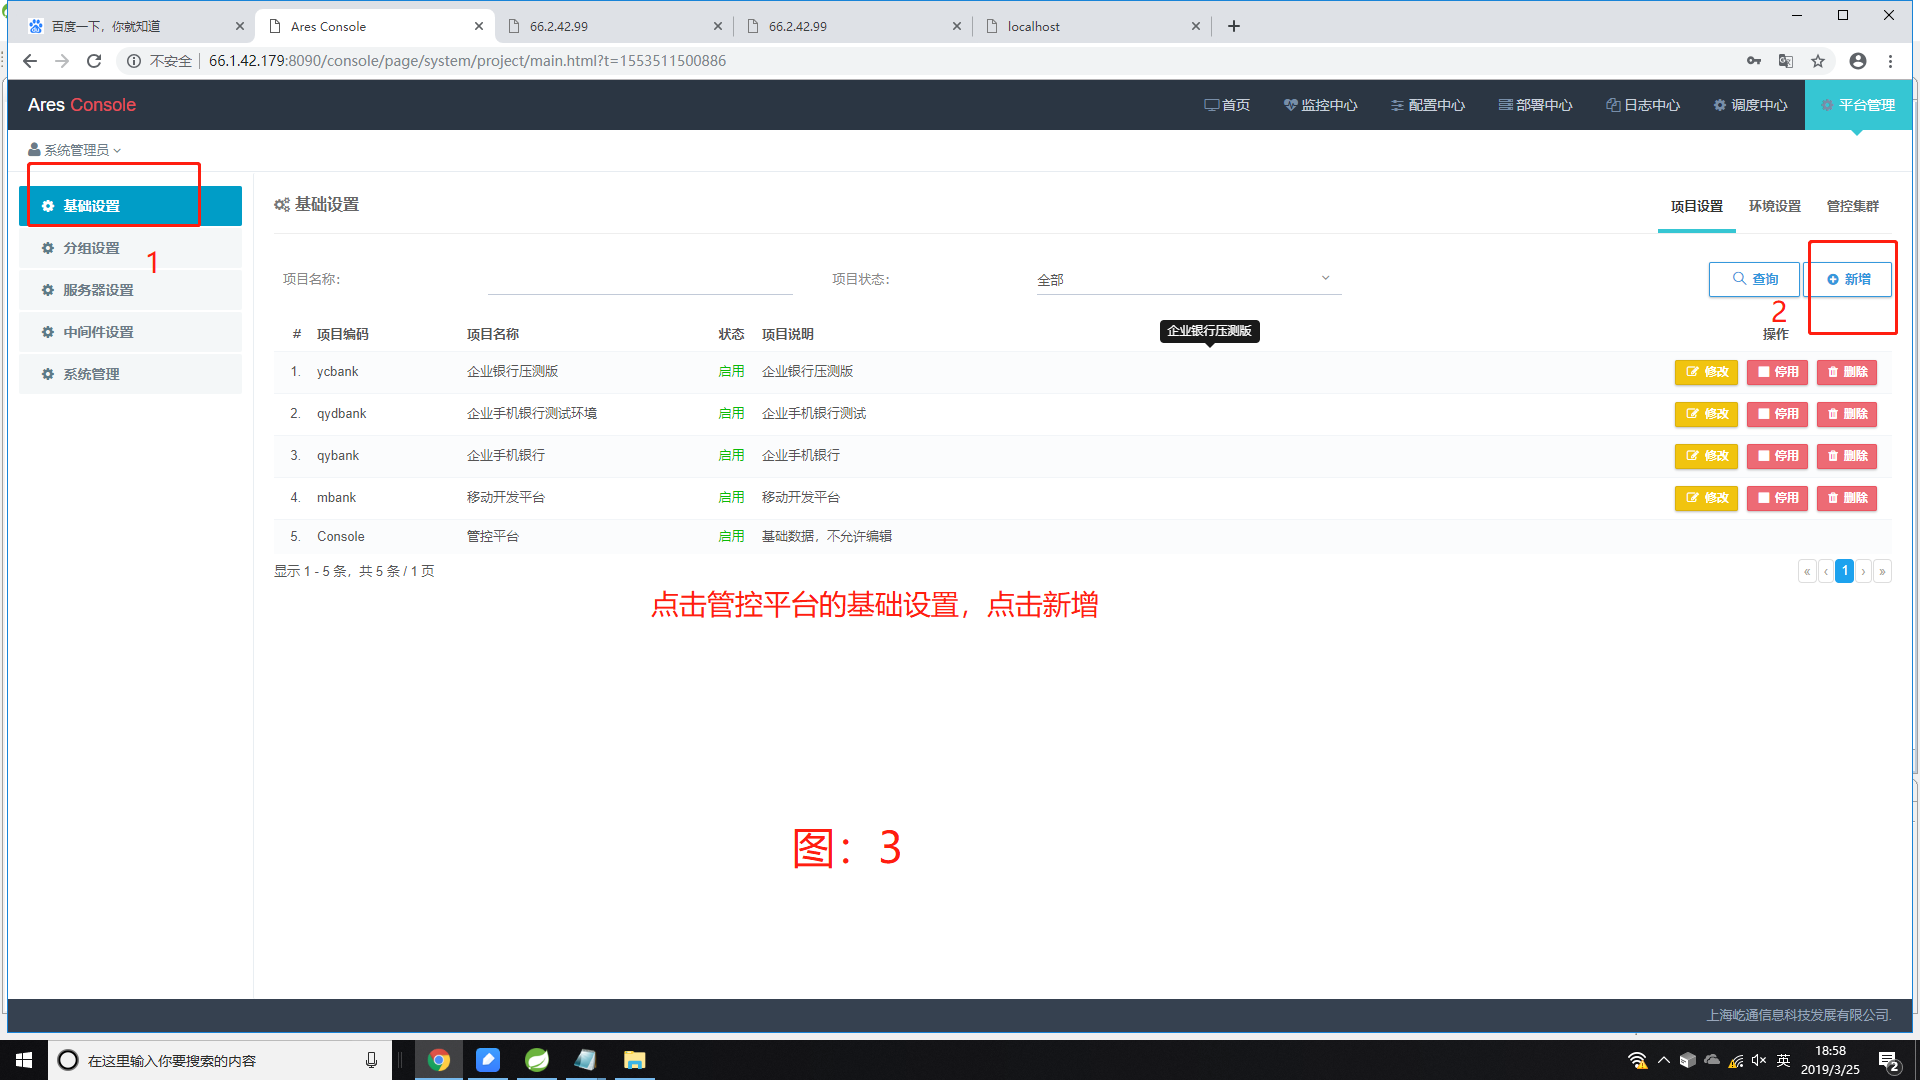 百度一下，你就知道
Ares Console
66.2.42.99
66.2.42.99
localhost
不安全
66.1.42.179:8090/console/page/system/project/main.html?t=1553511500886
Ares Console
首页
监控中心
配置中心
部署中心
日志中心
调度中心
平台管理
系统管理员
基础设置
1
分组设置
服务器设置
中间件设置
系统管理
基础设置
项目设置
环境设置
管控集群
项目名称:
项目状态:
全部
查询
新增
2
企业银行压测版
# 项目编码 项目名称 状态 项目说明 操作
1. ycbank 企业银行压测版 启用 企业银行压测版 修改 停用 删除
2. qydbank 企业手机银行测试环境 启用 企业手机银行测试 修改 停用 删除
3. qybank 企业手机银行 启用 企业手机银行 修改 停用 删除
4. mbank 移动开发平台 启用 移动开发平台 修改 停用 删除
5. Console 管控平台 启用 基础数据，不允许编辑
显示 1 - 5 条，共 5 条 / 1 页
« ‹ 1 › »
点击管控平台的基础设置，点击新增
图：3
上海屹通信息科技发展有限公司.
在这里输入你要搜索的内容
英
18:58
2019/3/25
2